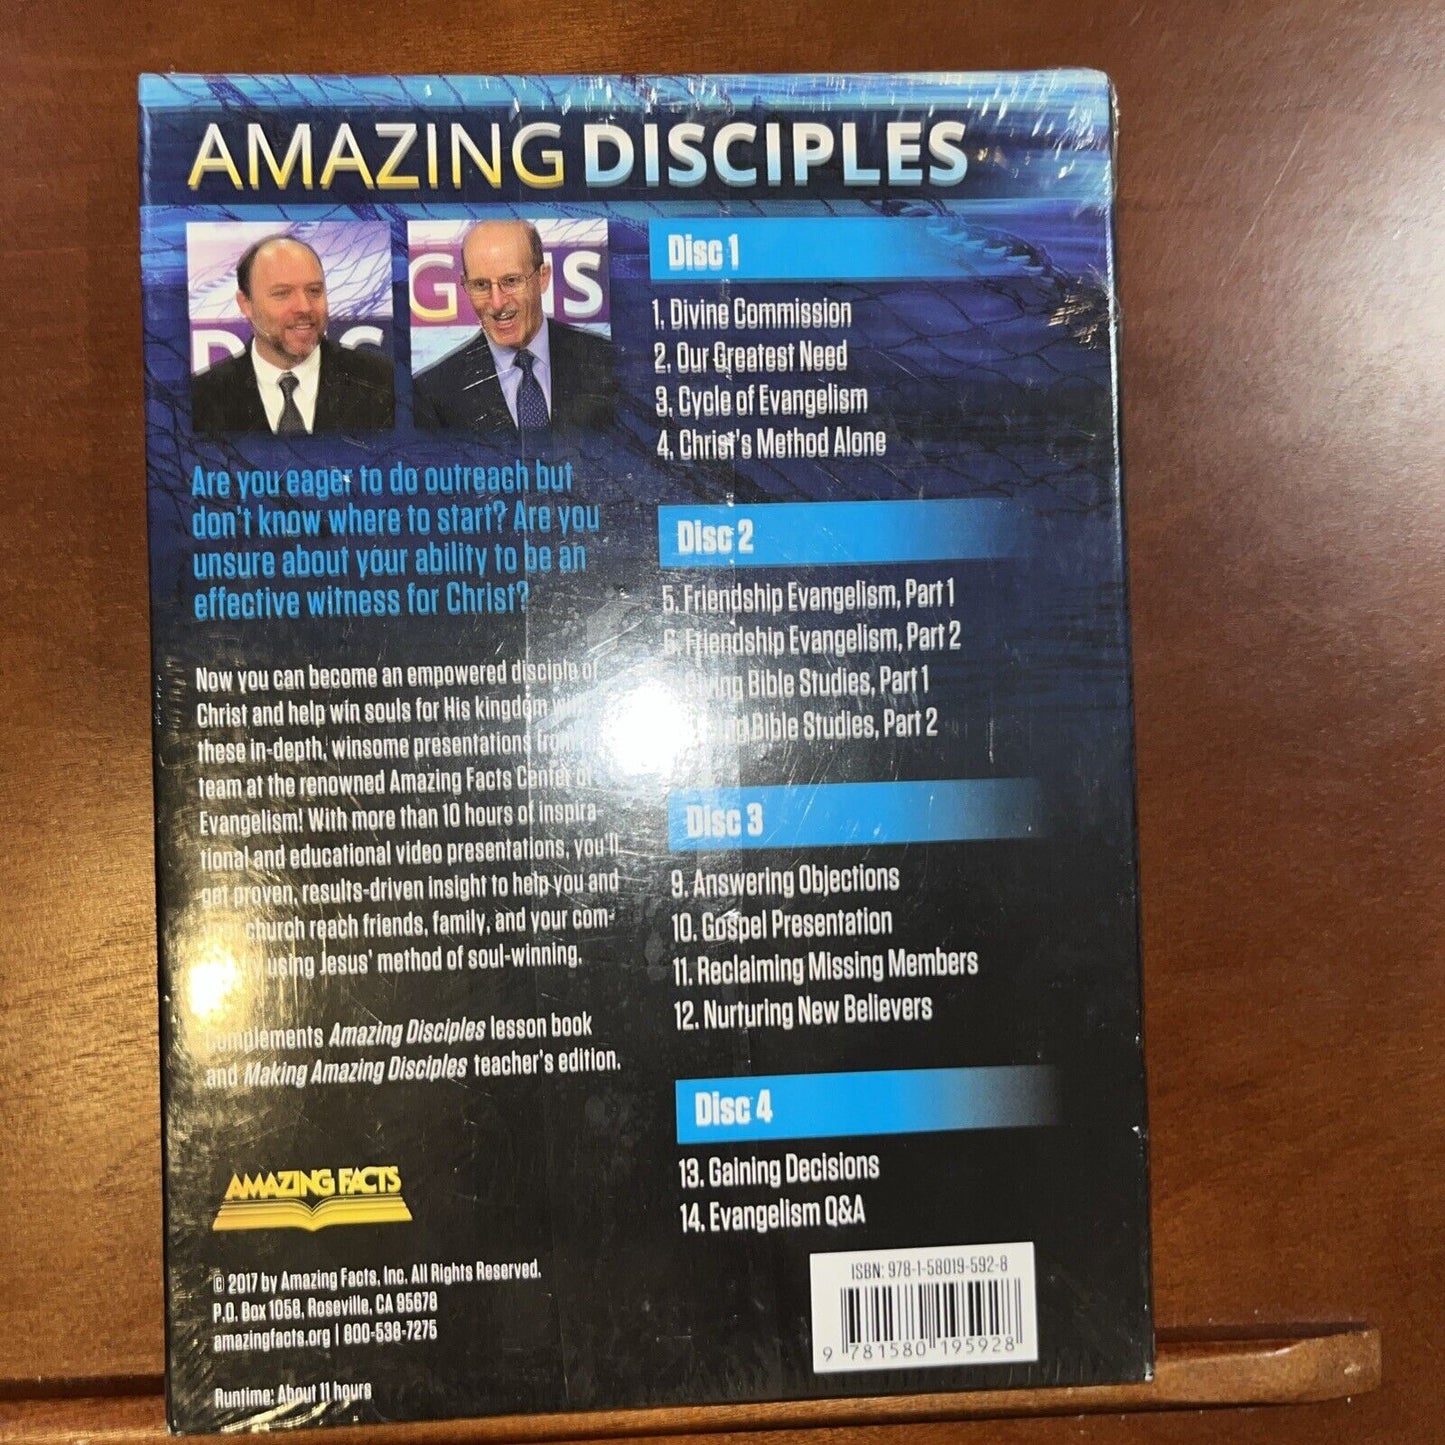 AMAZING DISCIPLES
Are you eager to do outreach but
don't know where to start? Are you
unsure about your ability to be an
effective witness for Christ?
Now you can become an empowered disciple of
Christ and help win souls for His kingdom
these in-depth, winsome presentations
team at the renowned Amazing Facts Center of
Evangelism! With more than 10 hours of inspira-
tional and educational video presentations, you'll
get proven, results-driven insight to help you and
church reach friends, family, and your com-
using Jesus' method of soul-winning.
Complements Amazing Disciples lesson book
and Making Amazing Disciples teacher's edition.
AMAZING FACTS
© 2017 by Amazing Facts, Inc. All Rights Reserved.
P.O. Box 1058, Roseville, CA 95678
amazingfacts.org | 800-538-7275
Runtime: About 11 hours
Disc 1
1. Divine Commission
2. Our Greatest Need
3. Cycle of Evangelism
4. Christ's Method Alone
Disc 2
5. Friendship Evangelism, Part 1
6. Friendship Evangelism, Part 2
Bible Studies, Part 1
Bible Studies, Part 2
Disc 3
9. Answering Objections
10. Gospel Presentation
11. Reclaiming Missing Members
12. Nurturing New Believers
Disc 4
13. Gaining Decisions
14. Evangelism Q&A
ISBN: 978-1-58019-592-8
9 781580 195928